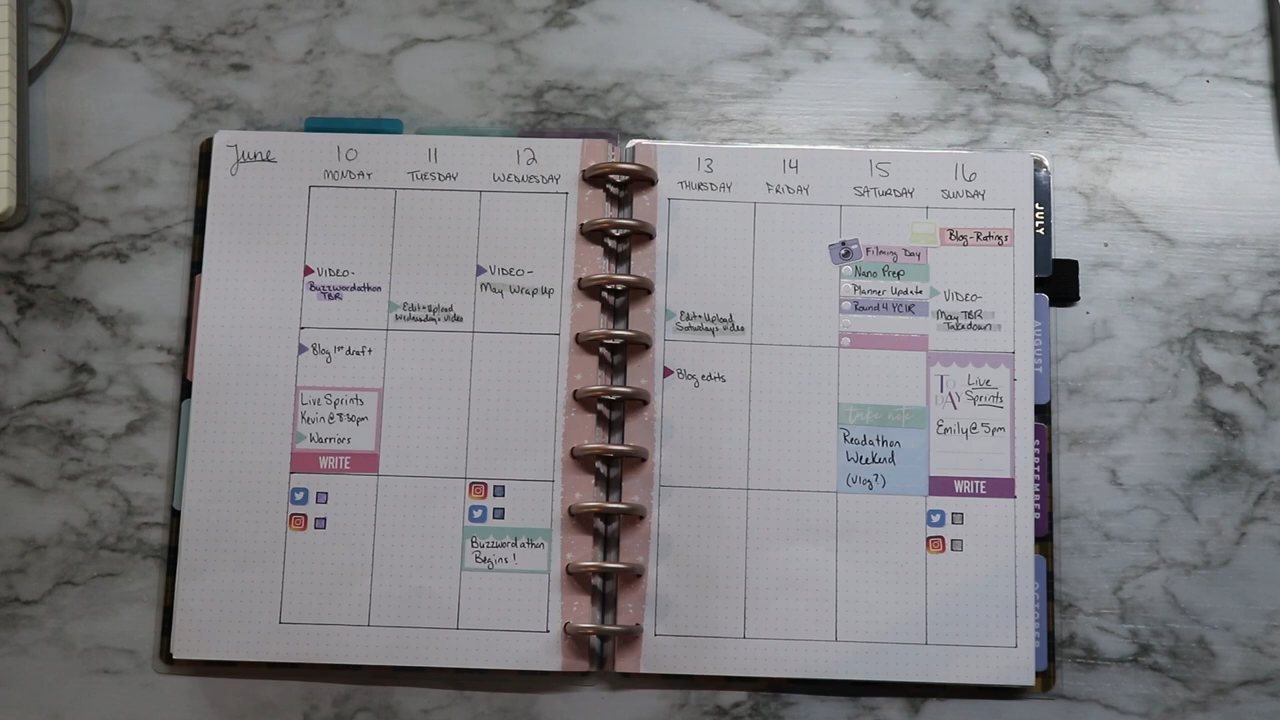 June
10
MONDAY
11
TUESDAY
12
WEDNESDAY
13
THURSDAY
14
FRIDAY
15
SATURDAY
16
SUNDAY
VIDEO-
Buzzwordathon
TBR
Blog 1st draft
Live Sprints
Kevin @ 8:30pm
Warriors
WRITE
Edit + Upload
Wednesdays video
VIDEO-
May Wrap Up
Buzzwordathon
Begins!
Edit + Upload
Saturdays video
Blog edits
Filming Day
Nano Prep
Planner Update
Round 4 YCIR
take note
Readathon
Weekend
(vlog?)
Blog-Ratings
VIDEO-
May TBR
Takedown
TODAY
Live
Sprints
Emily @ 5pm
WRITE
JULY
AUGUST
SEPTEMBER
OCTOBER